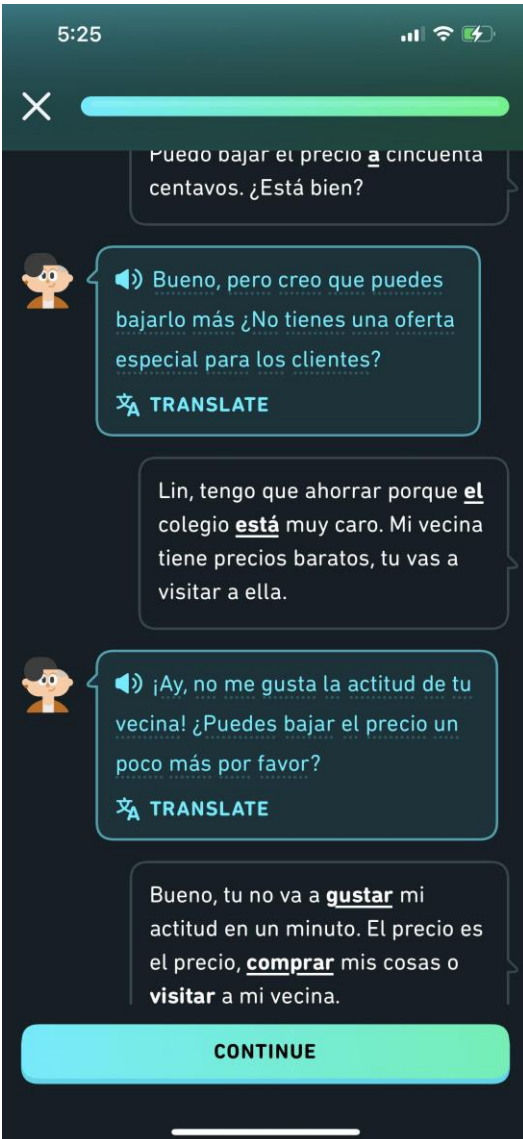 5:25
Puedo bajar el precio a cincuenta
centavos. ¿Está bien?
Bueno, pero creo que puedes
bajarlo más ¿No tienes una oferta
especial para los clientes?
TRANSLATE
Lin, tengo que ahorrar porque el
colegio está muy caro. Mi vecina
tiene precios baratos, tu vas a
visitar a ella.
¡Ay, no me gusta la actitud de tu
vecina! ¿Puedes bajar el precio un
poco más por favor?
TRANSLATE
Bueno, tu no va a gustar mi
actitud en un minuto. El precio es
el precio, comprar mis cosas o
visitar a mi vecina.
CONTINUE